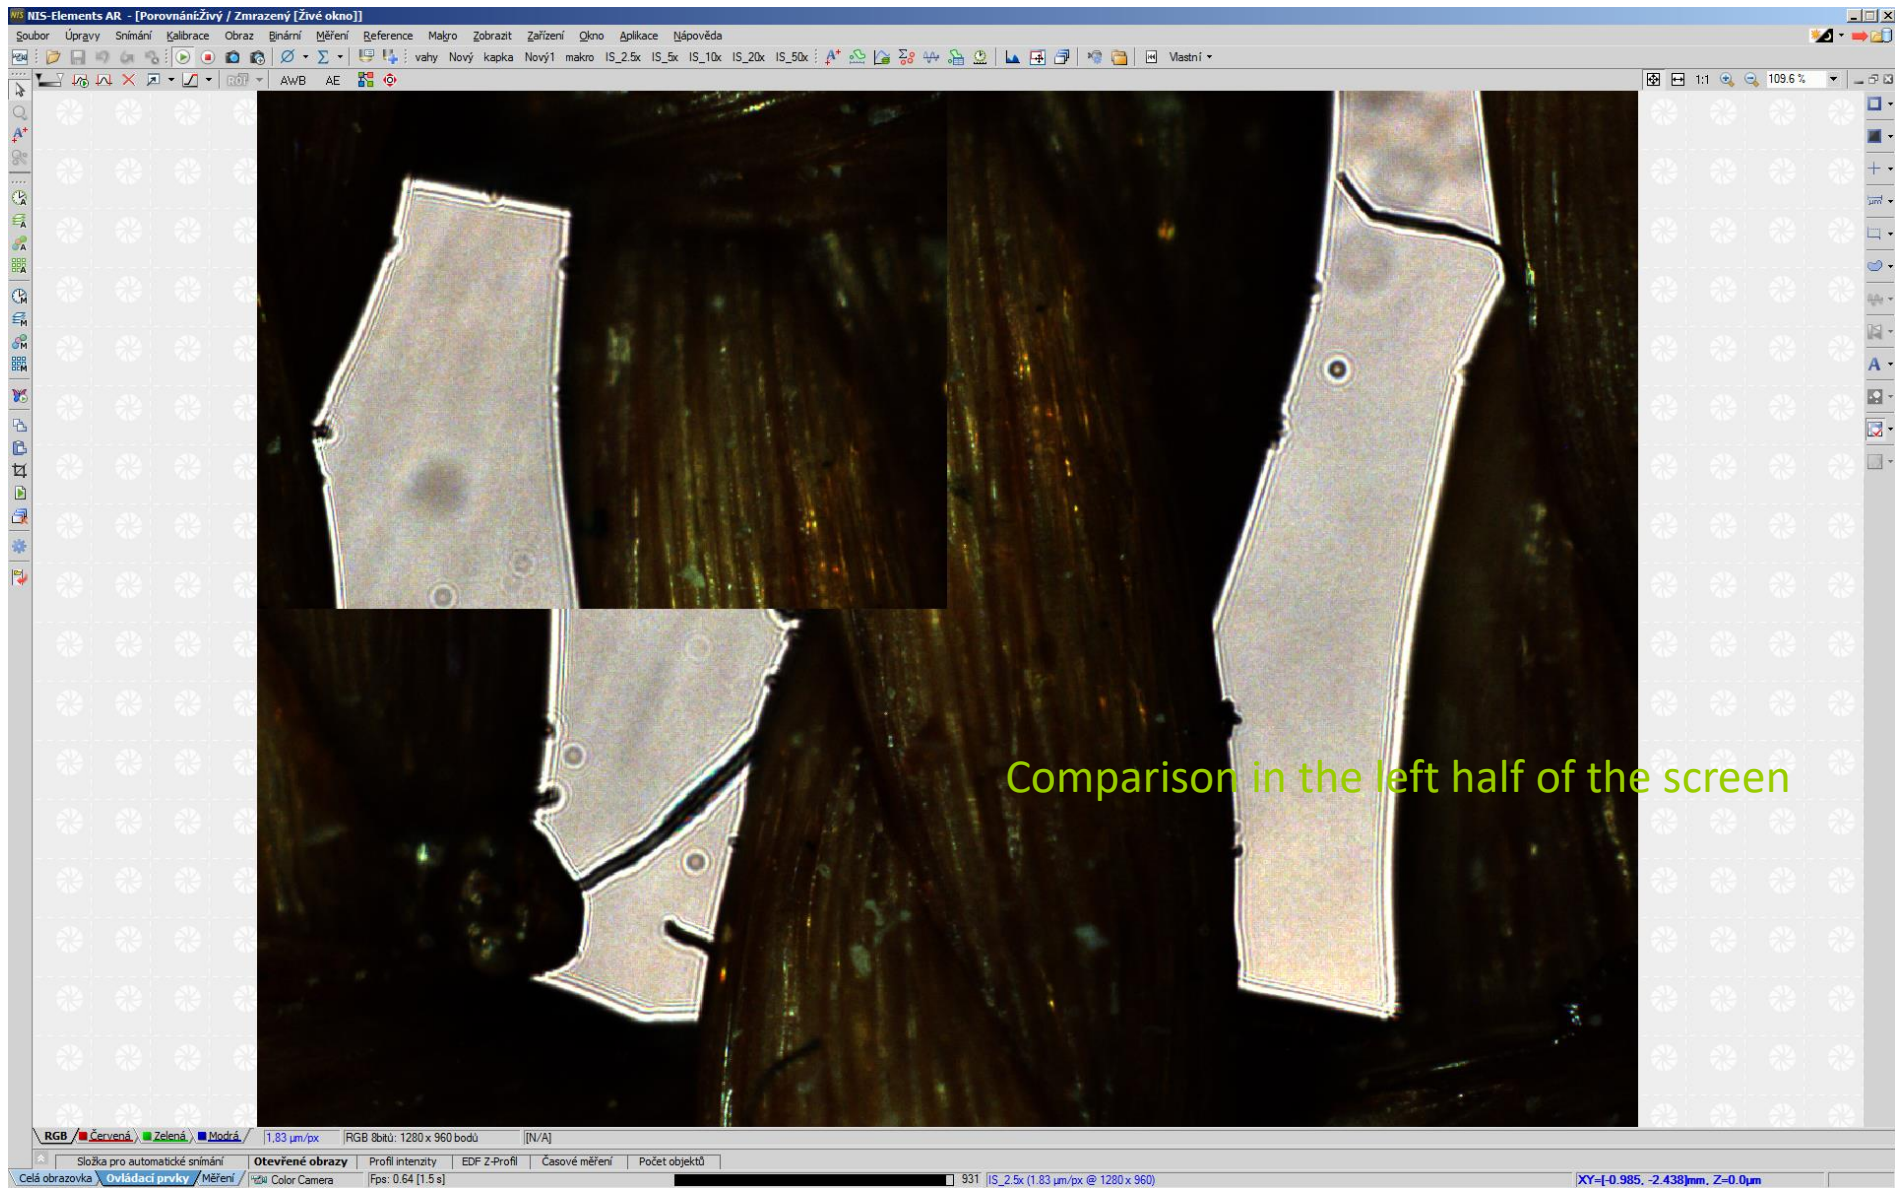 NIS-Elements AR - [Porovnání:Živý / Zmrazený [Živé okno]]
Soubor Úpravy Snímání Kalibrace Obraz Binární Měření Reference Makro Zobrazit Zařízení Okno Aplikace Nápověda
vahy Nový kapka Nový1 makro IS_2.5x IS_5x IS_10x IS_20x IS_50x Vlastní
ROI AWB AE 1:1 109.6 %
Comparison in the left half of the screen
RGB Červená Zelená Modrá 1,83 µm/px RGB 8bitů: 1280 x 960 bodů [N/A]
Složka pro automatické snímání Otevřené obrazy Profil intenzity EDF Z-Profil Časové měření Počet objektů
Celá obrazovka Ovládací prvky Měření Color Camera Fps: 0.64 [1.5 s] 931 IS_2.5x (1.83 µm/px @ 1280 x 960) XY=[-0.985, -2.438]mm, Z=0.0µm